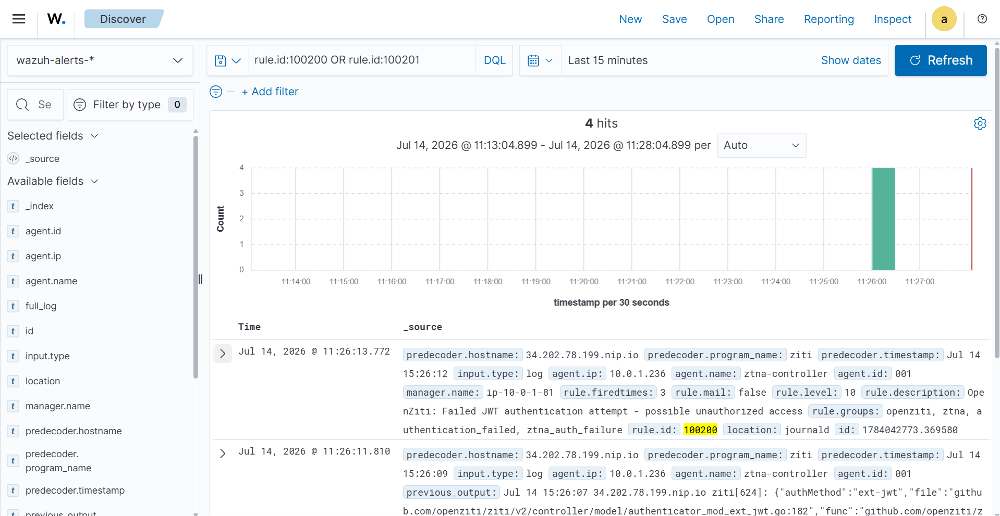 W. Discover New Save Open Share Reporting Inspect a
wazuh-alerts-* rule.id:100200 OR rule.id:100201 DQL Last 15 minutes Show dates Refresh
+ Add filter
Se Filter by type 0
4 hits
Selected fields
Jul 14, 2026 @ 11:13:04.899 - Jul 14, 2026 @ 11:28:04.899 per Auto
_source
Available fields
_index
agent.id
agent.ip
agent.name
full_log
id
input.type
location
manager.name
predecoder.hostname
predecoder.
program_name
predecoder.timestamp
previous_output
4
3
2
1
0
Count
11:14:00 11:15:00 11:16:00 11:17:00 11:18:00 11:19:00 11:20:00 11:21:00 11:22:00 11:23:00 11:24:00 11:25:00 11:26:00 11:27:00
timestamp per 30 seconds
Time _source
Jul 14, 2026 @ 11:26:13.772 predecoder.hostname: 34.202.78.199.nip.io predecoder.program_name: ziti predecoder.timestamp: Jul 14
15:26:12 input.type: log agent.ip: 10.0.1.236 agent.name: ztna-controller agent.id: 001
manager.name: ip-10-0-1-81 rule.firedtimes: 3 rule.mail: false rule.level: 10 rule.description: Ope
nZiti: Failed JWT authentication attempt - possible unauthorized access rule.groups: openziti, ztna, a
uthentication_failed, ztna_auth_failure rule.id: 100200 location: journald id: 1784042773.369580
Jul 14, 2026 @ 11:26:11.810 predecoder.hostname: 34.202.78.199.nip.io predecoder.program_name: ziti predecoder.timestamp: Jul 14
15:26:09 input.type: log agent.ip: 10.0.1.236 agent.name: ztna-controller agent.id: 001
previous_output: Jul 14 15:26:07 34.202.78.199.nip.io ziti[624]: {"authMethod":"ext-jwt","file":"githu
b.com/openziti/ziti/v2/controller/model/authenticator_mod_ext_jwt.go:182","func":"github.com/openziti/z